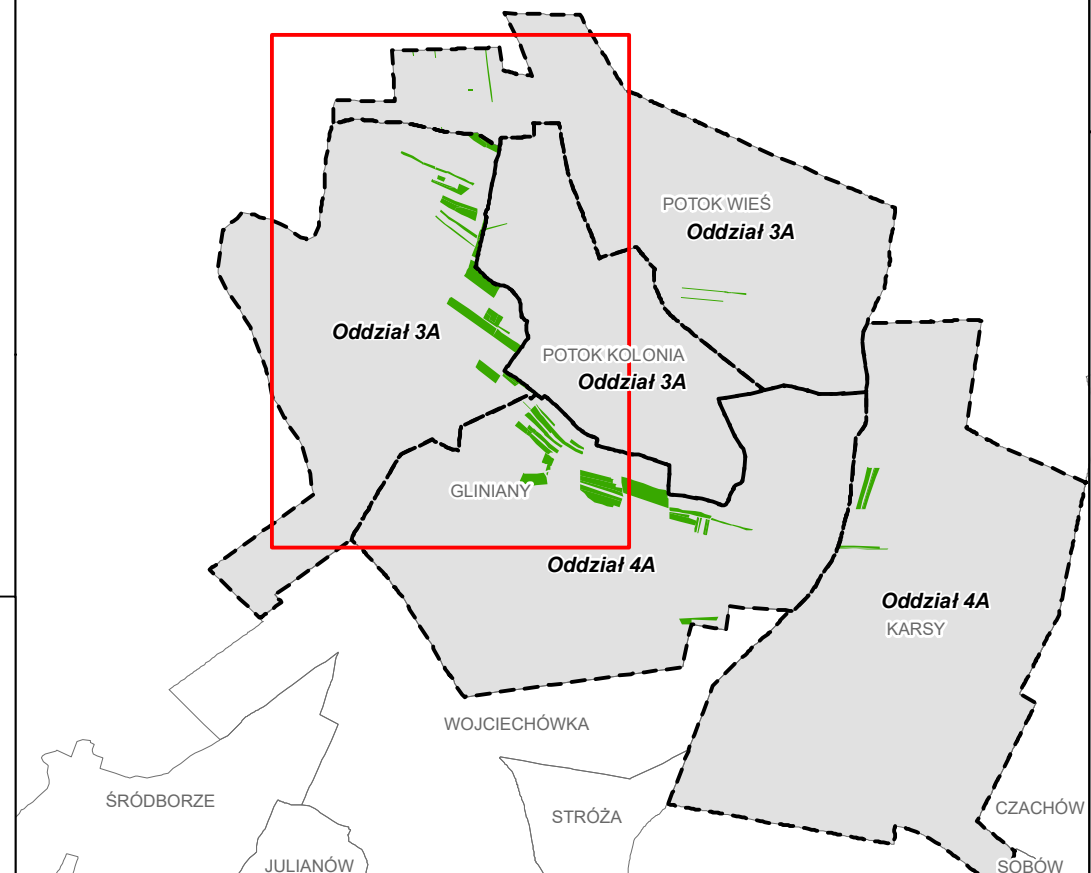 POTOK WIEŚ
Oddział 3A
Oddział 3A
POTOK KOLONIA
Oddział 3A
GLINIANY
Oddział 4A
Oddział 4A
KARSY
WOJCIECHÓWKA
ŚRÓDBORZE
STRÓŻA
CZACHÓW
JULIANÓW
SOBÓW